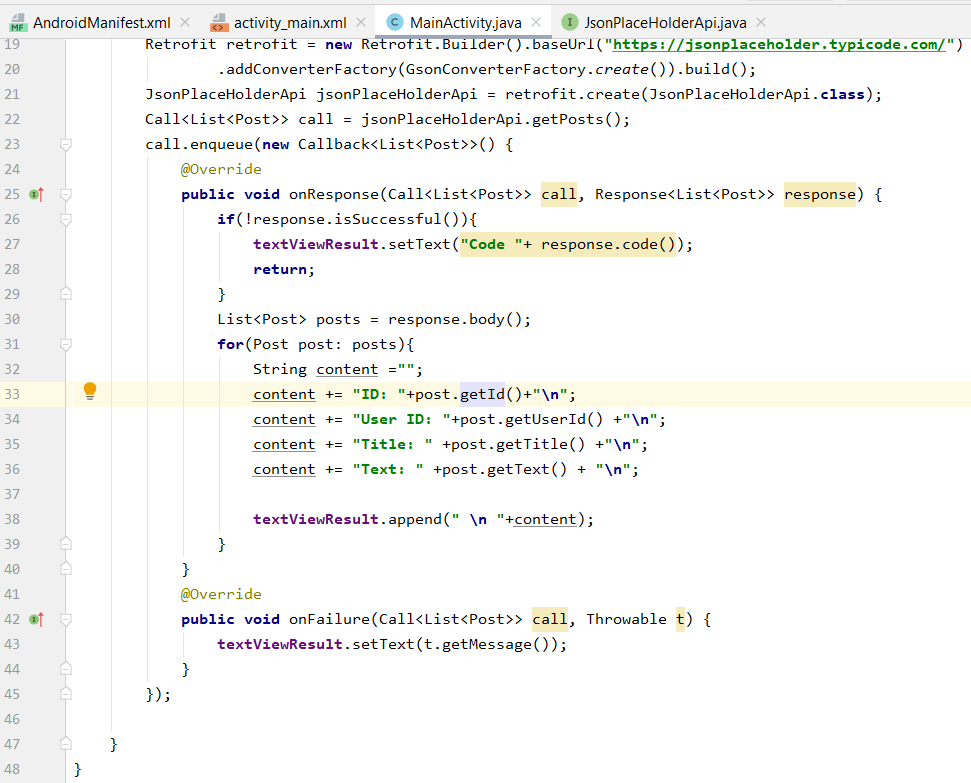 AndroidManifest.xml activity_main.xml MainActivity.java JsonPlaceHolderApi.java
19 Retrofit retrofit = new Retrofit.Builder().baseUrl("https://jsonplaceholder.typicode.com/")
20 .addConverterFactory(GsonConverterFactory.create()).build();
21 JsonPlaceHolderApi jsonPlaceHolderApi = retrofit.create(JsonPlaceHolderApi.class);
22 Call<List<Post>> call = jsonPlaceHolderApi.getPosts();
23 call.enqueue(new Callback<List<Post>>() {
24 @Override
25 public void onResponse(Call<List<Post>> call, Response<List<Post>> response) {
26 if(!response.isSuccessful()){
27 textViewResult.setText("Code "+ response.code());
28 return;
29 }
30 List<Post> posts = response.body();
31 for(Post post: posts){
32 String content ="";
33 content += "ID: "+post.getId()+"\n";
34 content += "User ID: "+post.getUserId() +"\n";
35 content += "Title: " +post.getTitle() +"\n";
36 content += "Text: " +post.getText() + "\n";
37
38 textViewResult.append(" \n "+content);
39 }
40 }
41 @Override
42 public void onFailure(Call<List<Post>> call, Throwable t) {
43 textViewResult.setText(t.getMessage());
44 }
45 });
46
47 }
48 }